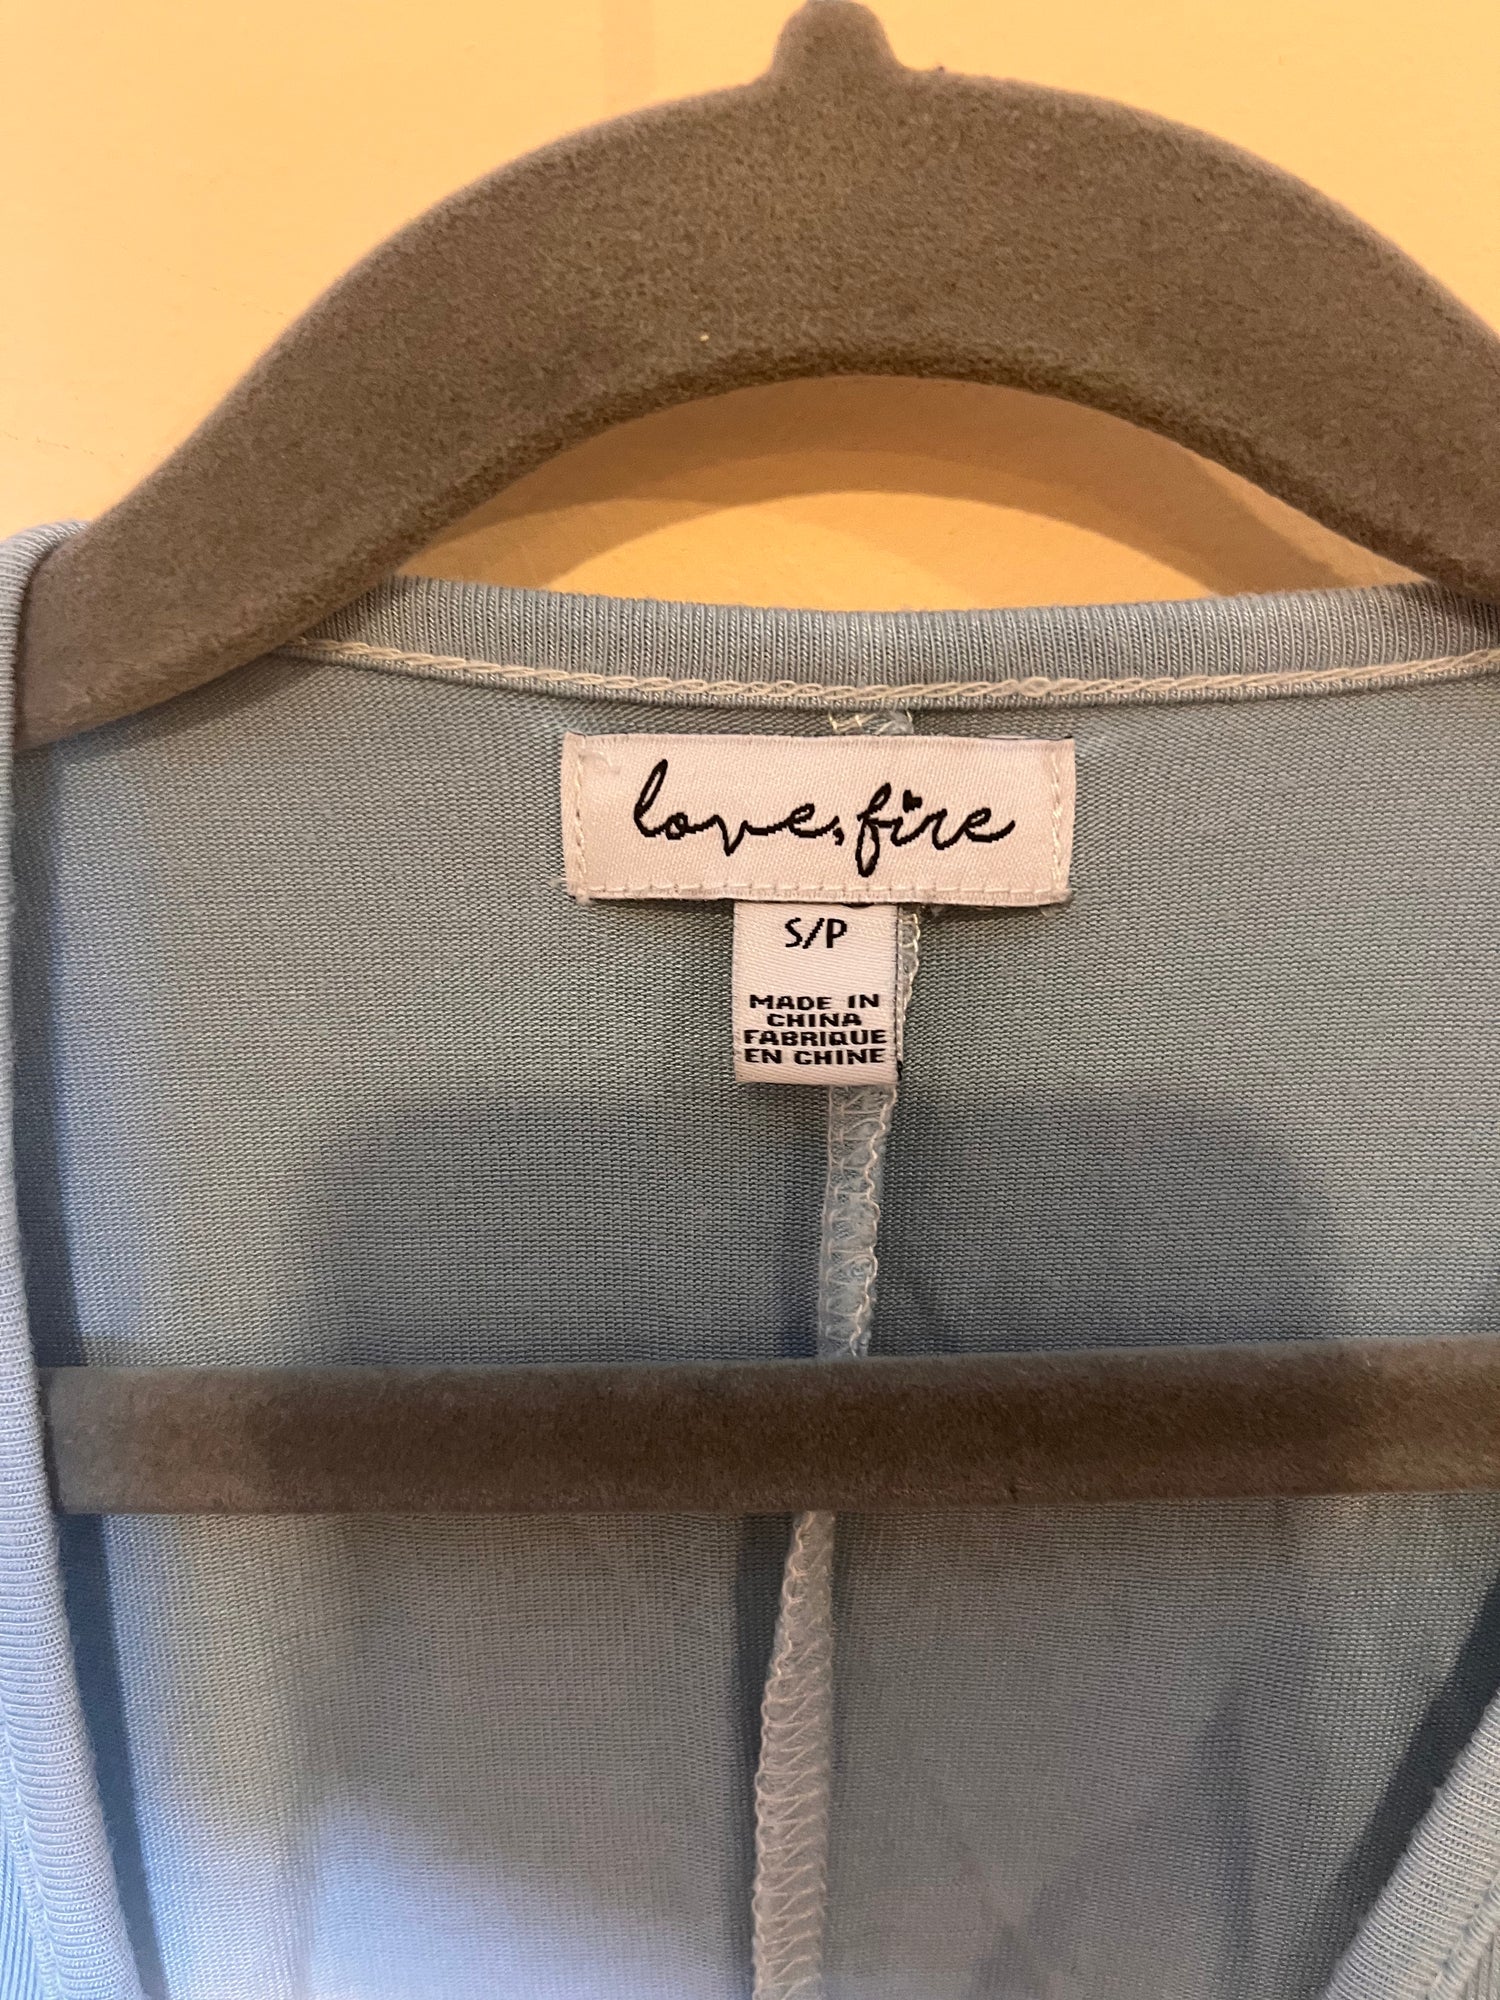 love, fire
S/P
MADE IN
CHINA
FABRIQUE
EN CHINE